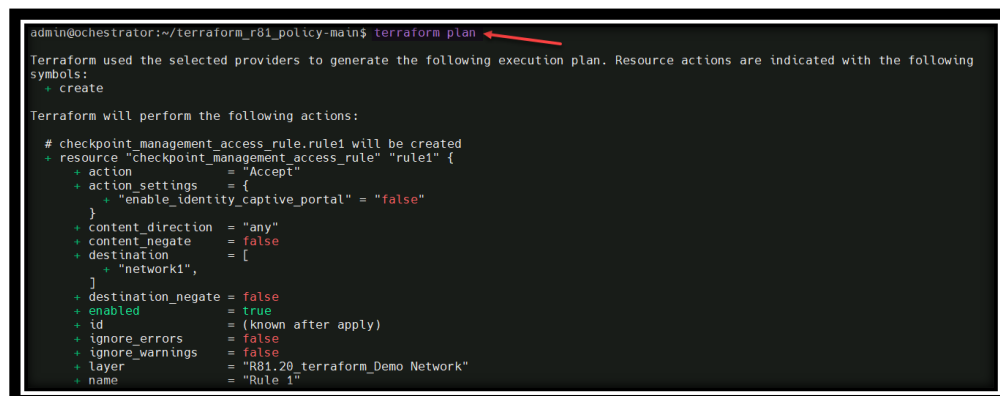 admin@ochestrator:~/terraform_r81_policy-main$ terraform plan
Terraform used the selected providers to generate the following execution plan. Resource actions are indicated with the following
symbols:
+ create
Terraform will perform the following actions:
# checkpoint_management_access_rule.rule1 will be created
+ resource "checkpoint_management_access_rule" "rule1" {
+ action = "Accept"
+ action_settings = {
+ "enable_identity_captive_portal" = "false"
}
+ content_direction = "any"
+ content_negate = false
+ destination = [
+ "network1",
]
+ destination_negate = false
+ enabled = true
+ id = (known after apply)
+ ignore_errors = false
+ ignore_warnings = false
+ layer = "R81.20_terraform_Demo Network"
+ name = "Rule 1"